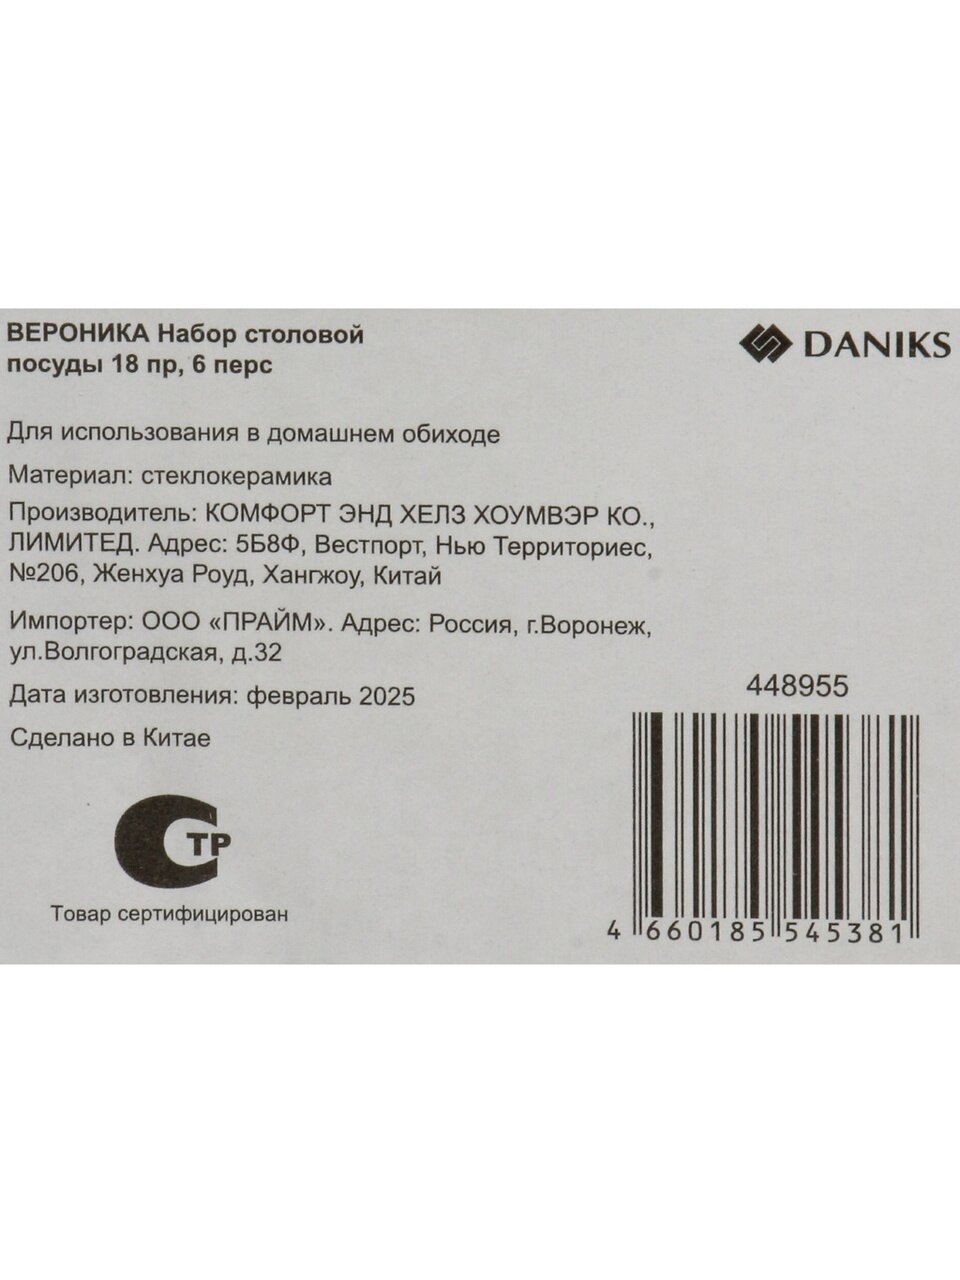 ВЕРОНИКА Набор столовой
посуды 18 пр, 6 перс
DANIKS
Для использования в домашнем обиходе
Материал: стеклокерамика
Производитель: КОМФОРТ ЭНД ХЕЛЗ ХОУМВЭР КО.,
ЛИМИТЕД. Адрес: 5Б8Ф, Вестпорт, Нью Территориес,
№206, Женхуа Роуд, Хангжоу, Китай
Импортер: ООО «ПРАЙМ». Адрес: Россия, г.Воронеж,
ул.Волгоградская, д.32
Дата изготовления: февраль 2025
Сделано в Китае
448955
СТР
Товар сертифицирован
4 660185 545381